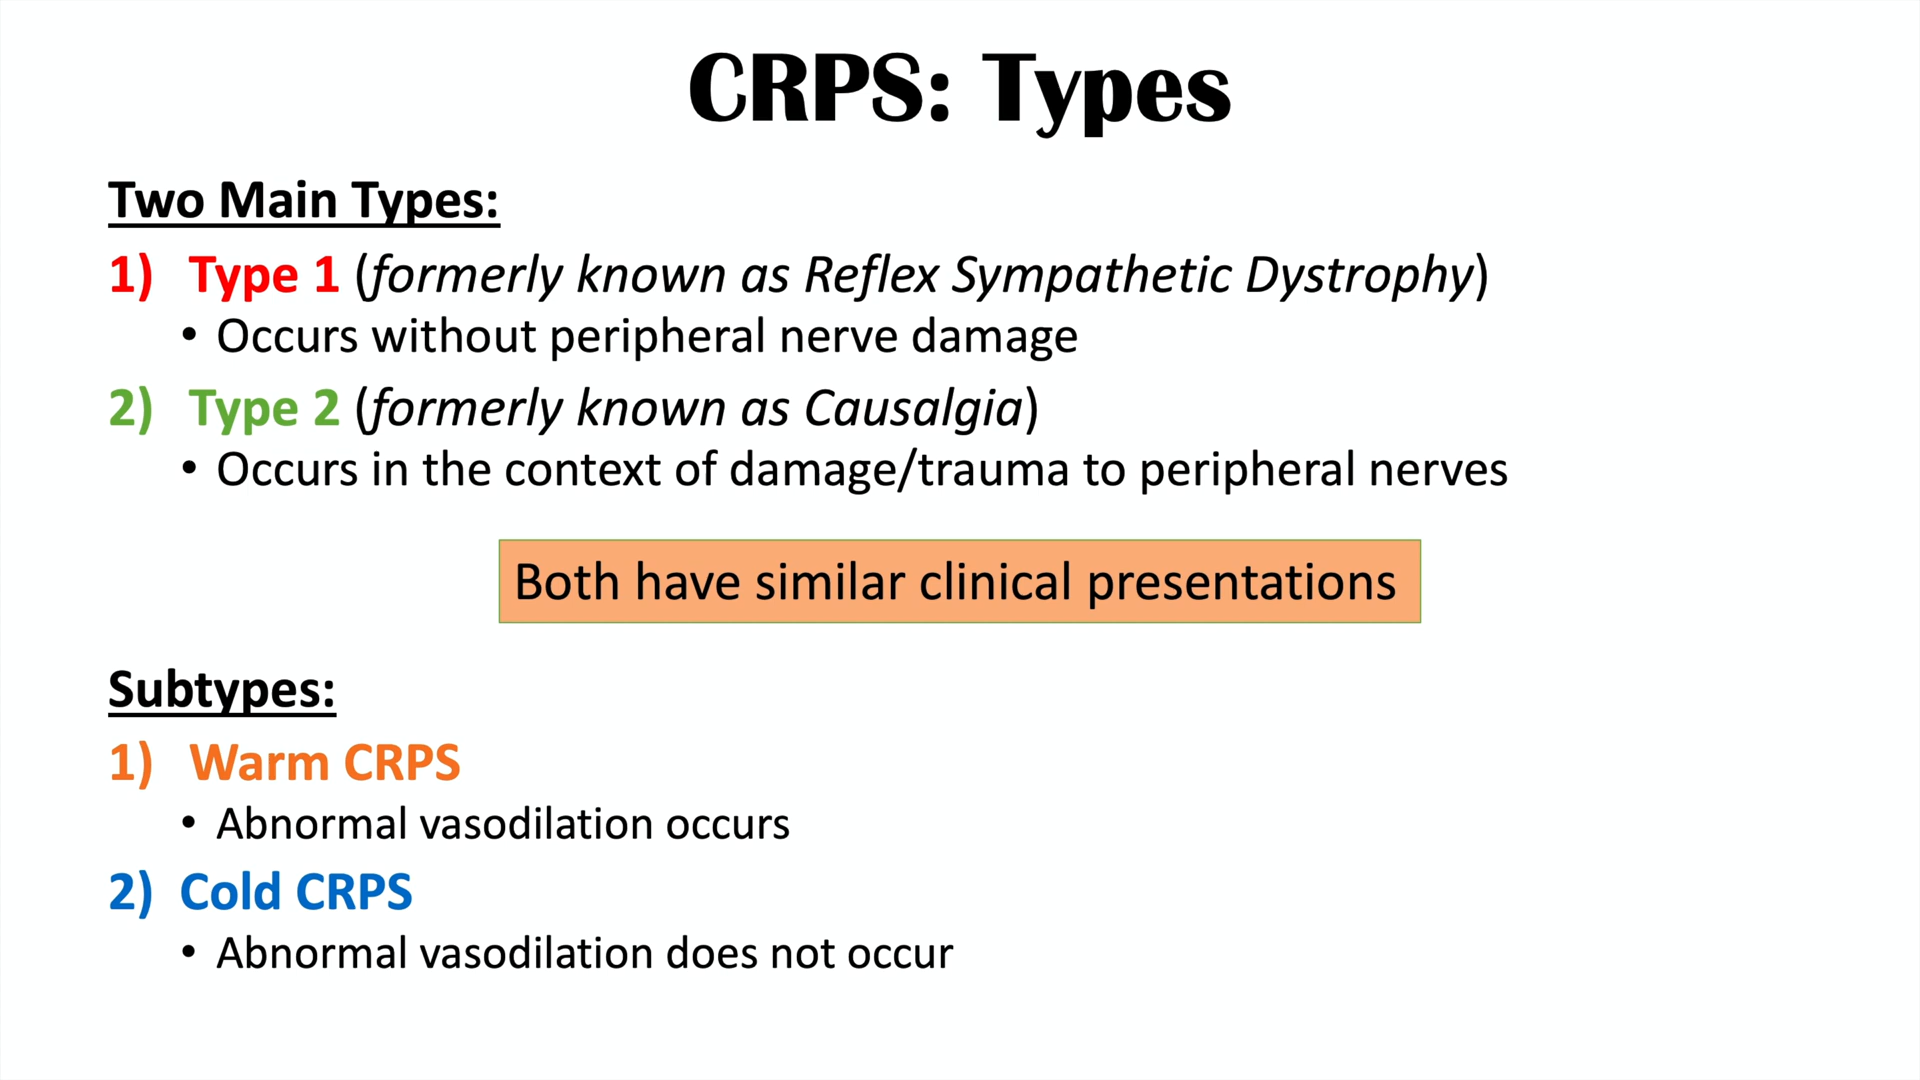 CRPS: Types
Two Main Types:
1) Type 1 (formerly known as Reflex Sympathetic Dystrophy)
• Occurs without peripheral nerve damage
2) Type 2 (formerly known as Causalgia)
• Occurs in the context of damage/trauma to peripheral nerves
Both have similar clinical presentations
Subtypes:
1) Warm CRPS
• Abnormal vasodilation occurs
2) Cold CRPS
• Abnormal vasodilation does not occur